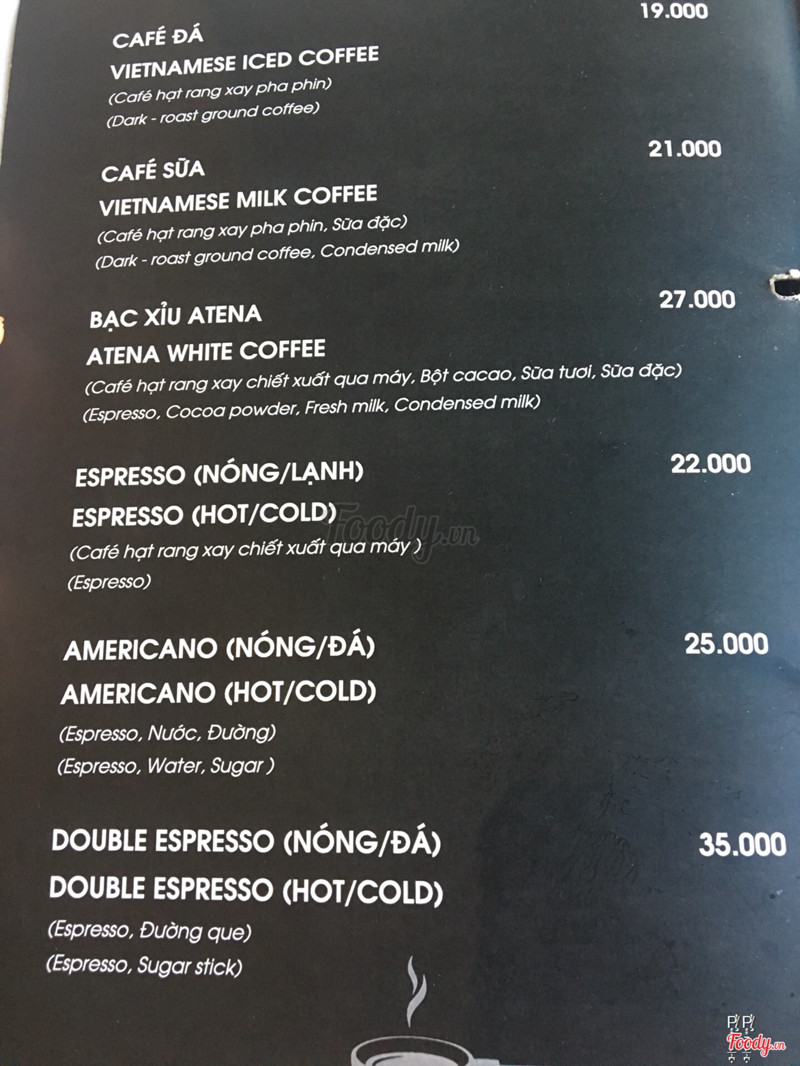 CAFÉ ĐÁ 19.000
VIETNAMESE ICED COFFEE
(Café hạt rang xay pha phin)
(Dark - roast ground coffee)
CAFÉ SỮA 21.000
VIETNAMESE MILK COFFEE
(Café hạt rang xay pha phin, Sữa đặc)
(Dark - roast ground coffee, Condensed milk)
BẠC XỈU ATENA 27.000
ATENA WHITE COFFEE
(Café hạt rang xay chiết xuất qua máy, Bột cacao, Sữa tươi, Sữa đặc)
(Espresso, Cocoa powder, Fresh milk, Condensed milk)
ESPRESSO (NÓNG/LẠNH) 22.000
ESPRESSO (HOT/COLD)
Foody.vn
(Café hạt rang xay chiết xuất qua máy )
(Espresso)
AMERICANO (NÓNG/ĐÁ) 25.000
AMERICANO (HOT/COLD)
(Espresso, Nước, Đường)
(Espresso, Water, Sugar )
DOUBLE ESPRESSO (NÓNG/ĐÁ) 35.000
DOUBLE ESPRESSO (HOT/COLD)
(Espresso, Đường que)
(Espresso, Sugar stick)
Foody.vn